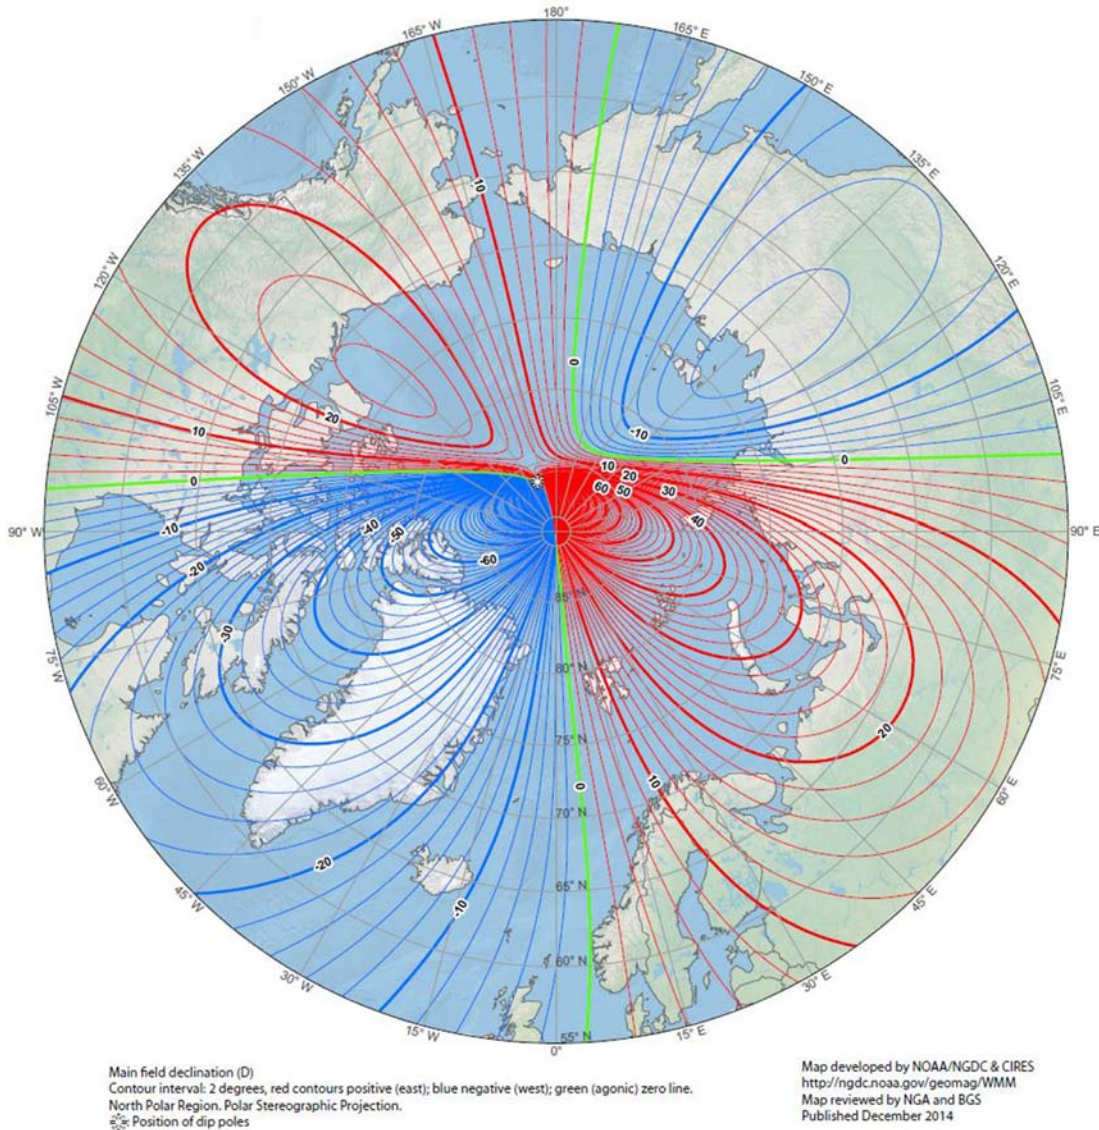 180°
165° W
165° E
150° W
150° E
135° W
135° E
120° W
120° E
105° W
105° E
90° W
90° E
75° W
75° E
60° W
60° E
45° W
45° E
30° W
30° E
15° W
15° E
0°
10
0
20
-10
10
0
0
10
20
60
50
30
40
-10
-20
-40
-50
-60
-30
85° N
80° N
75° N
70° N
65° N
60° N
55° N
20
0
10
-20
-10
Main field declination (D)
Contour interval: 2 degrees, red contours positive (east); blue negative (west); green (agonic) zero line.
North Polar Region. Polar Stereographic Projection.
: Position of dip poles
Map developed by NOAA/NGDC & CIRES
http://ngdc.noaa.gov/geomag/WMM
Map reviewed by NGA and BGS
Published December 2014